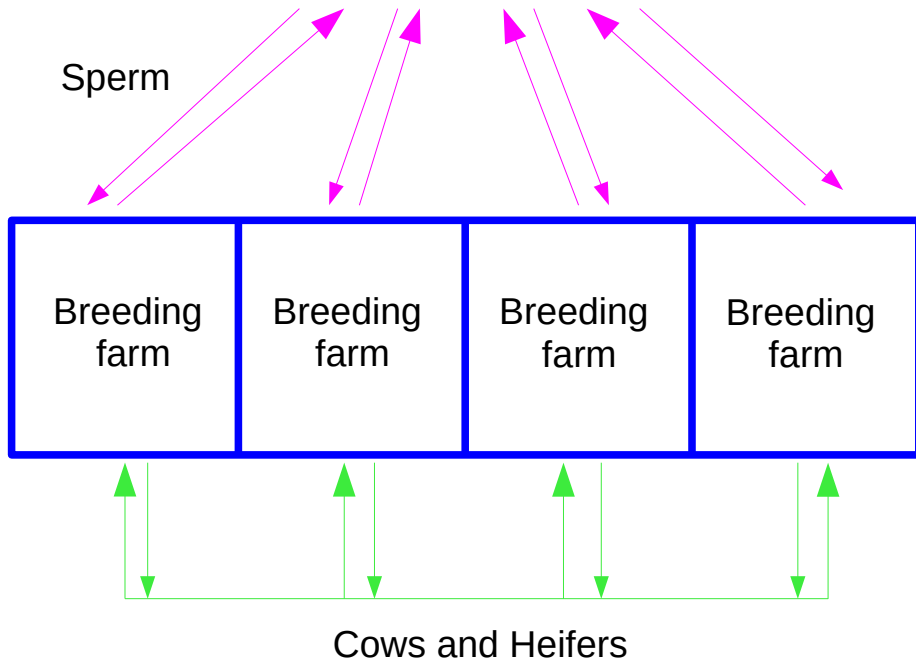 Sperm
Breeding
farm
Breeding
farm
Breeding
farm
Breeding
farm
Cows and Heifers